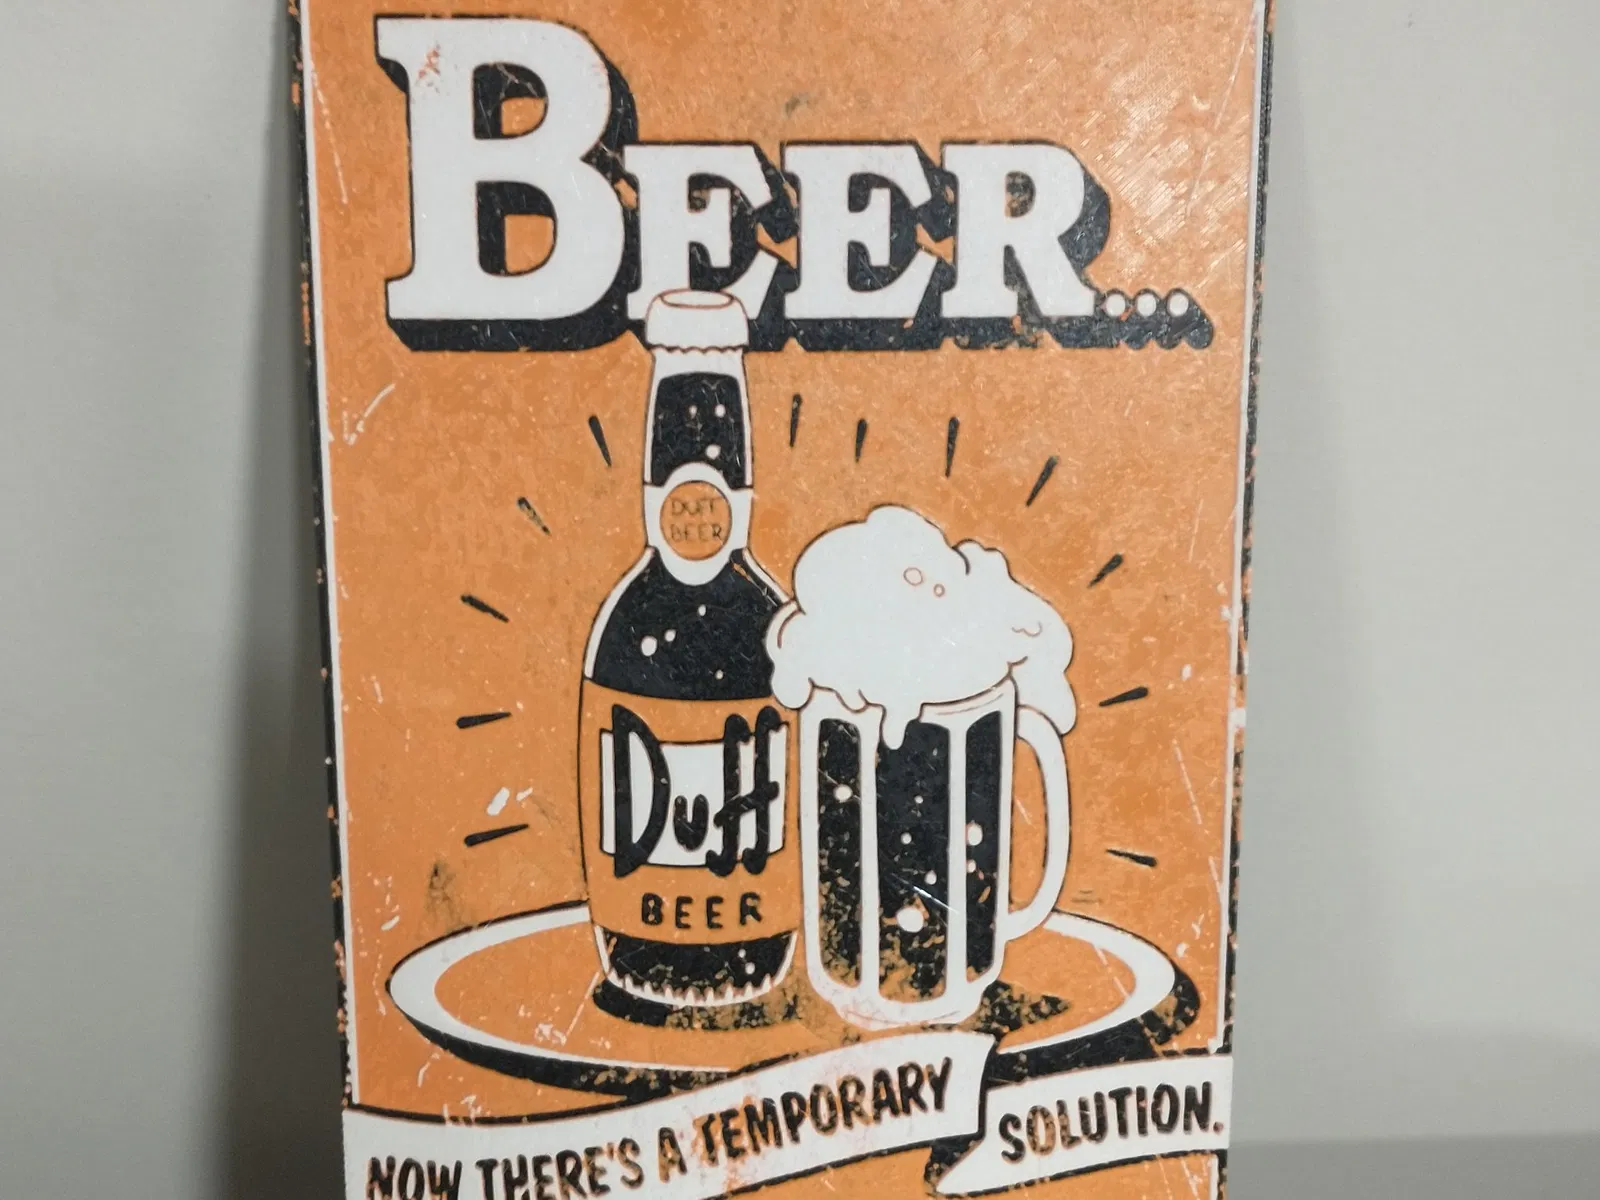 BEER...
DUFF
BEER
Duff
BEER
NOW THERE'S A TEMPORARY SOLUTION.